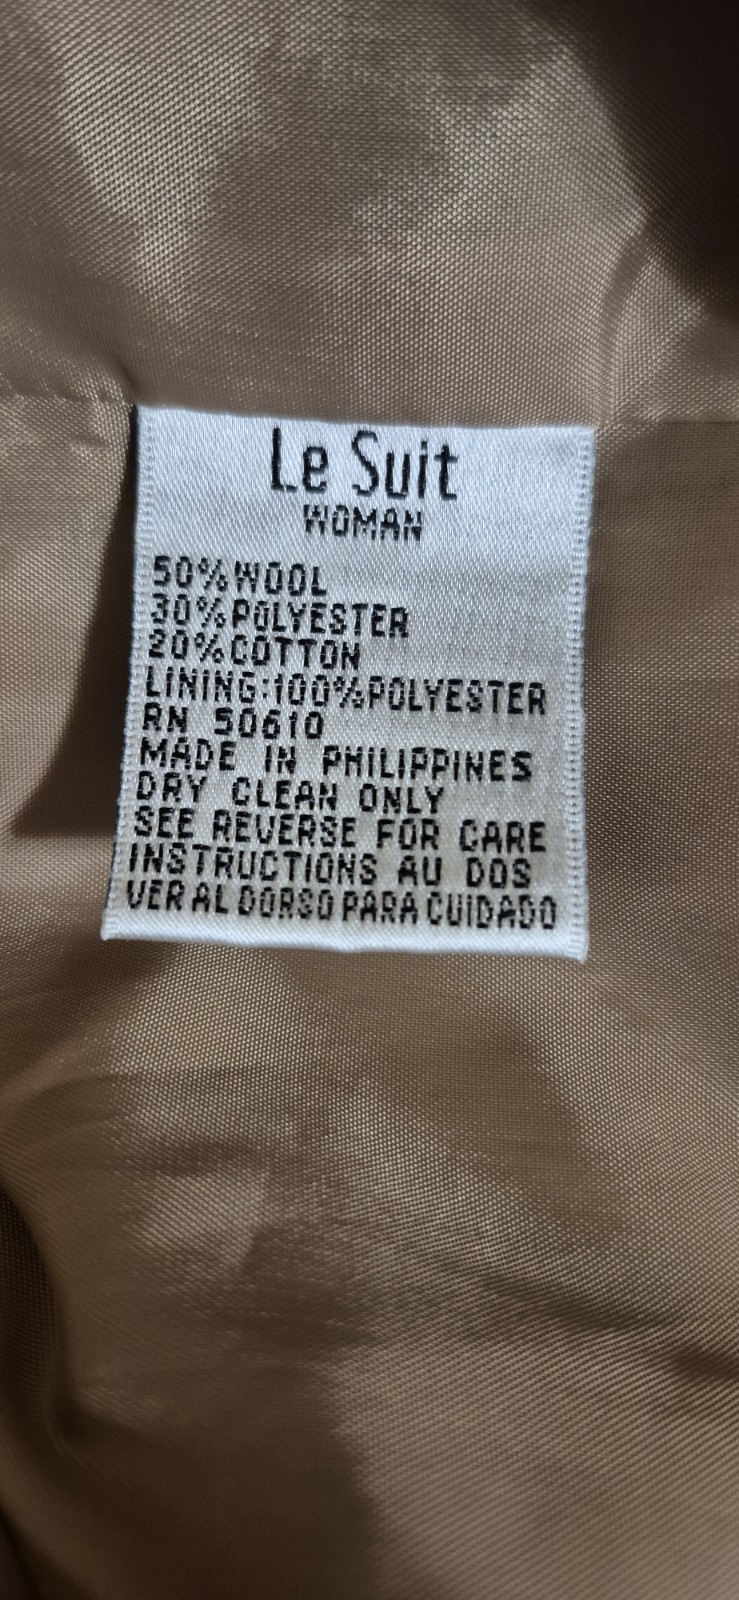 Le Suit
WOMAN
50% WOOL
30% POLYESTER
20% COTTON
LINING:100% POLYESTER
RN 50610
MADE IN PHILIPPINES
DRY CLEAN ONLY
SEE REVERSE FOR CARE
INSTRUCTIONS AU DOS
VER AL DORSO PARA CUIDADO